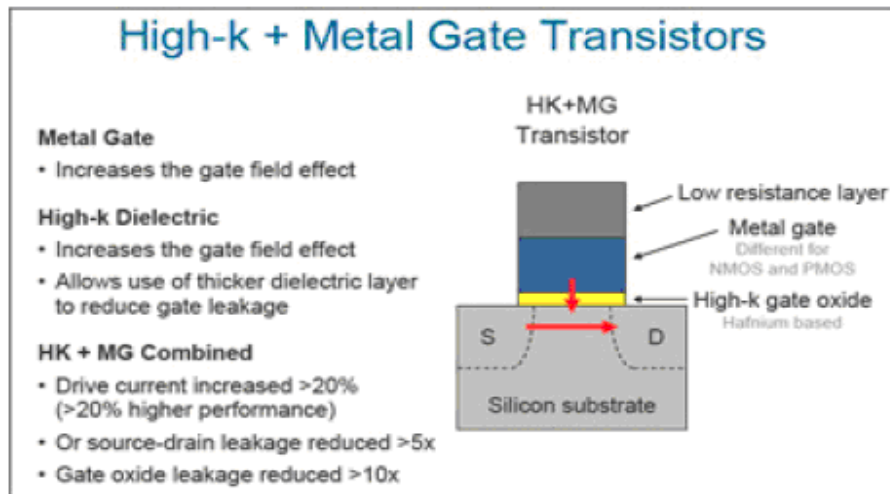 High-k + Metal Gate Transistors
Metal Gate
• Increases the gate field effect
High-k Dielectric
• Increases the gate field effect
• Allows use of thicker dielectric layer
to reduce gate leakage
HK + MG Combined
• Drive current increased >20%
(>20% higher performance)
• Or source-drain leakage reduced >5x
• Gate oxide leakage reduced >10x
HK+MG
Transistor
Low resistance layer
Metal gate
Different for
NMOS and PMOS
High-k gate oxide
Hafnium based
S
D
Silicon substrate